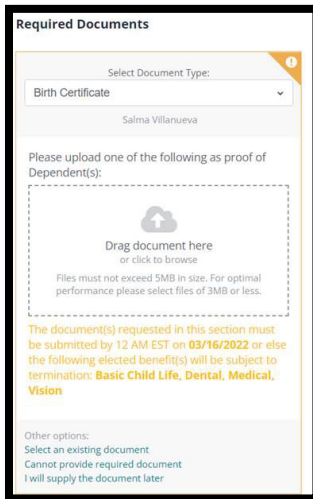 Required Documents
Select Document Type:
Birth Certificate
Salma Villanueva
Please upload one of the following as proof of
Dependent(s):
Drag document here
or click to browse
Files must not exceed 5MB in size. For optimal
performance please select files of 3MB or less.
The document(s) requested in this section must
be submitted by 12 AM EST on 03/16/2022 or else
the following elected benefit(s) will be subject to
termination: Basic Child Life, Dental, Medical,
Vision
Other options:
Select an existing document
Cannot provide required document
I will supply the document later